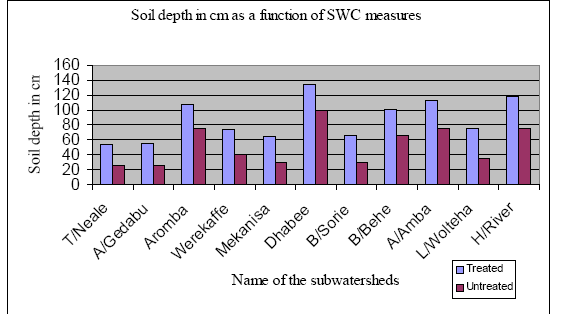 Soil depth in cm as a function of SWC measures
Soil depth in cn
160
140
120
100
80
60
40
20
0
T/Neale
A/Gedabu
Aromba
Werekaffe
Mekanisa
Dhabee
B/Sorie
B/Behe
A/Amba
L/Wolteha
H/River
Name of the subwatersheds
Treated
Untreated